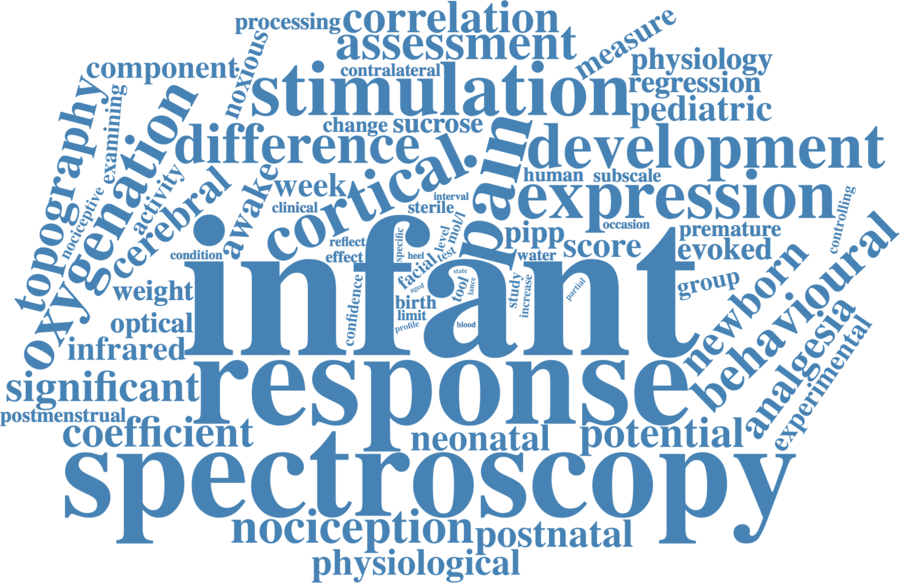 processing
correlation
measure
assessment
noxious
component
contralateral
physiology
stimulation
regression
pediatric
topography
examining
oxygenation
change
sucrose
pain
difference
development
cortical.
human
subscale
nociceptive
activity
cerebral
awake
week
interval
expression
controlling
clinical
sterile
occasion
condition
reflect
specific
level
mol/l
pipp
premature
effect
heel
test
water
score
evoked
infant
facial
state
tool
lance
aged
study
increase
partial
group
newborn
behavioural
weight
confidence
birth
limit
profile
blood
optical
infrared
response
analgesia
experimental
significant
postmenstrual
coefficient
neonatal
potential
spectroscopy
nociception
postnatal
physiological